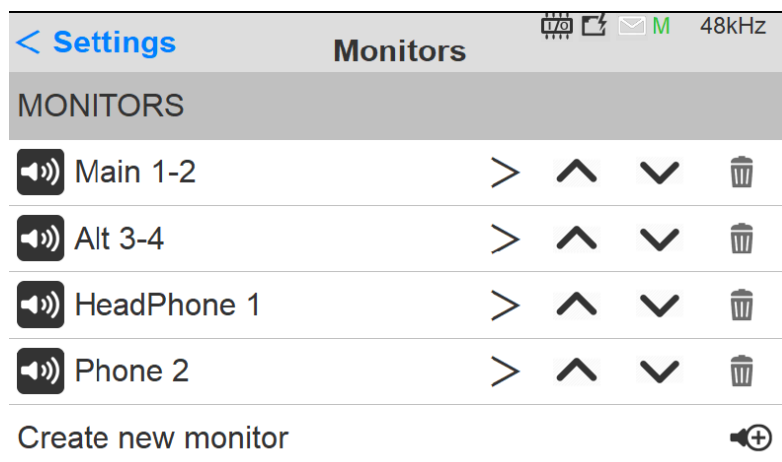 < Settings
Monitors
I/O
M
48kHz
MONITORS
Main 1-2
Alt 3-4
HeadPhone 1
Phone 2
Create new monitor